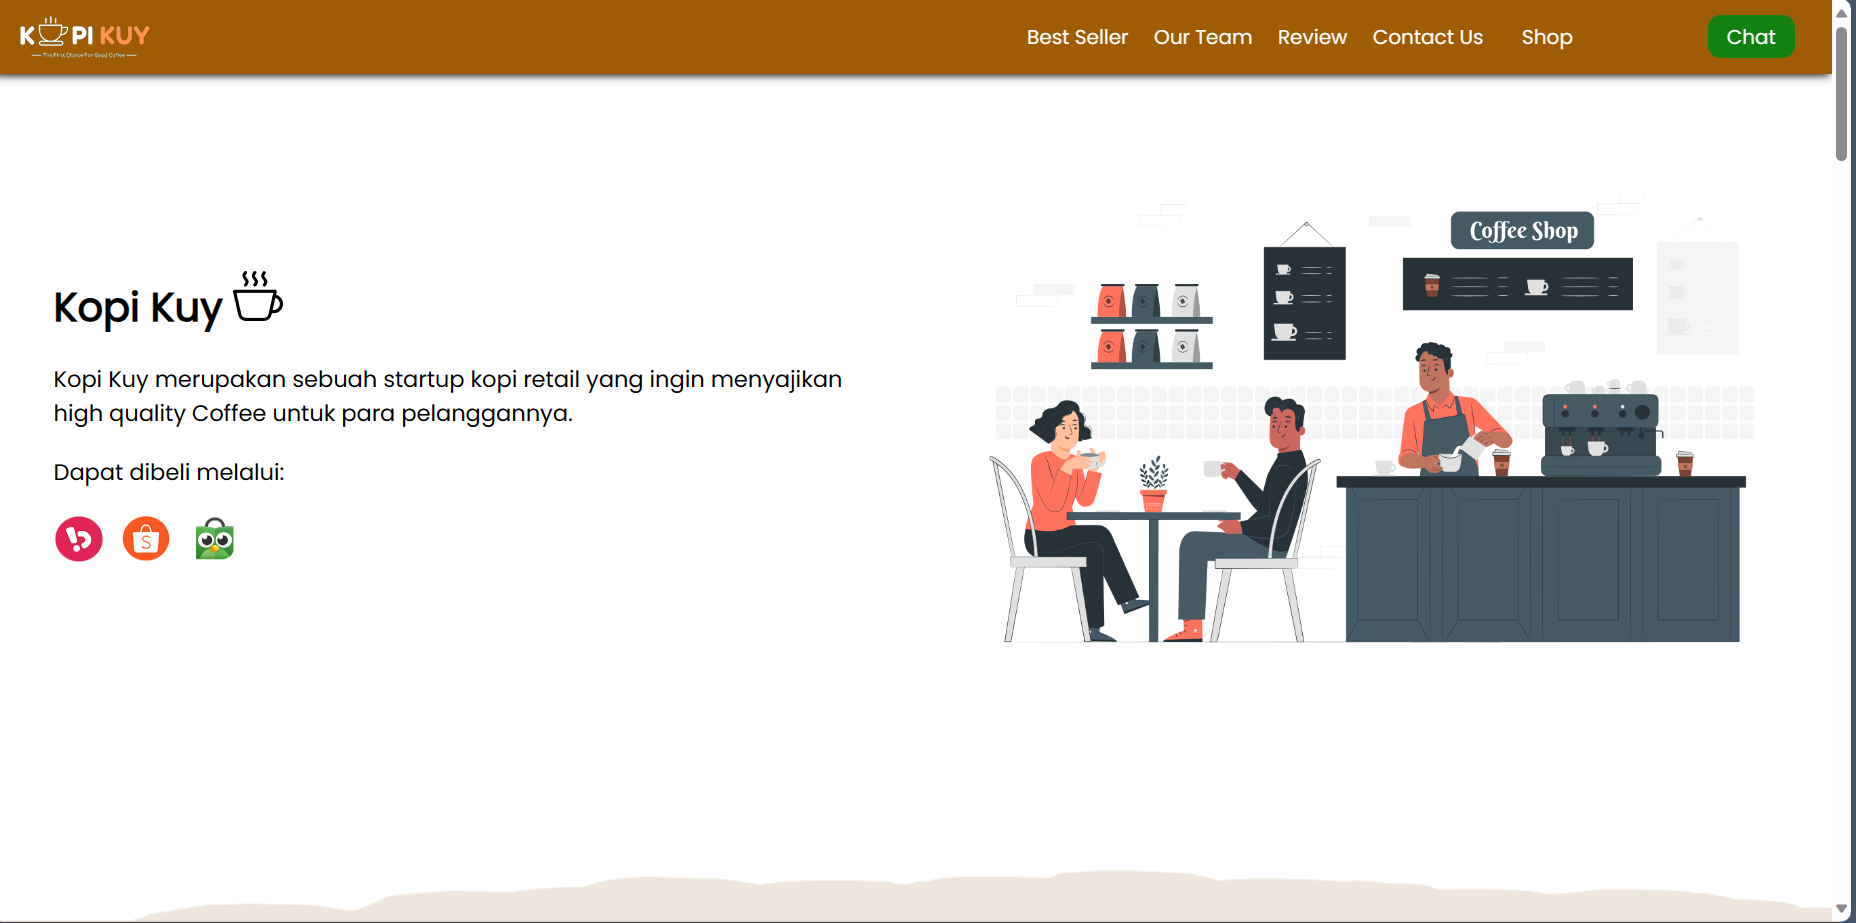 KOPI KUY
The First Choice For Good Coffee
Best Seller Our Team Review Contact Us Shop Chat
Coffee Shop
Kopi Kuy
Kopi Kuy merupakan sebuah startup kopi retail yang ingin menyajikan
high quality Coffee untuk para pelanggannya.
Dapat dibeli melalui: